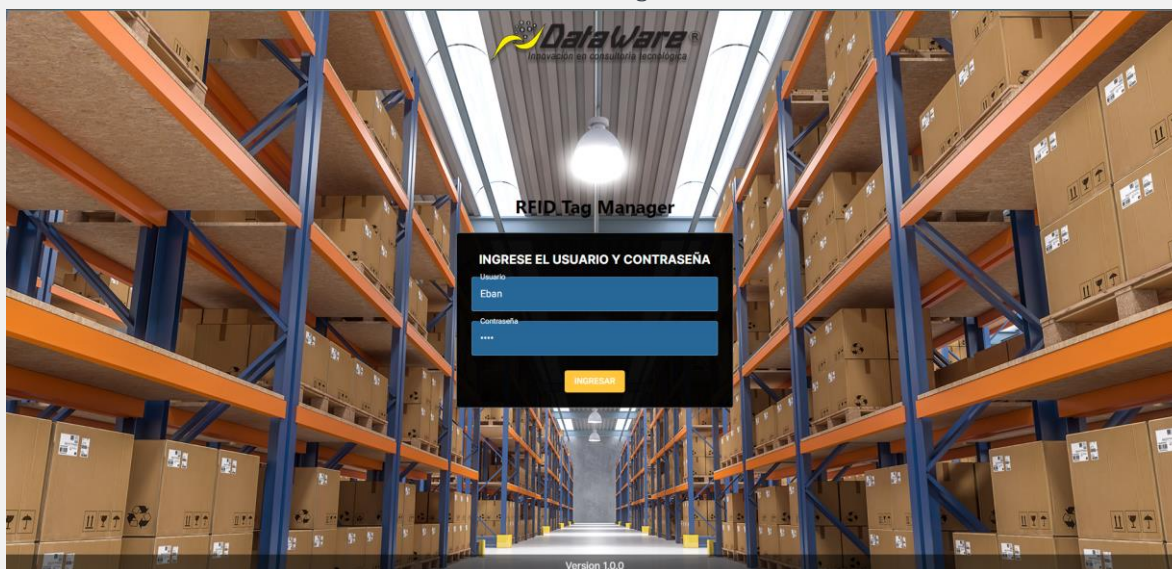 DataWare ®
Innovación en consultoría tecnológica
RFID Tag Manager
INGRESE EL USUARIO Y CONTRASEÑA
Usuario
Eban
Contraseña
****
INGRESAR
Version 1.0.0